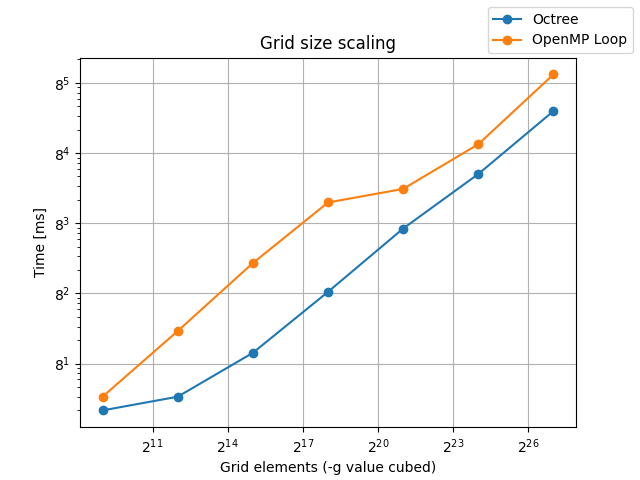 Octree
OpenMP Loop
Grid size scaling
Time [ms]
8^5
8^4
8^3
8^2
8^1
2^11 2^14 2^17 2^20 2^23 2^26
Grid elements (-g value cubed)